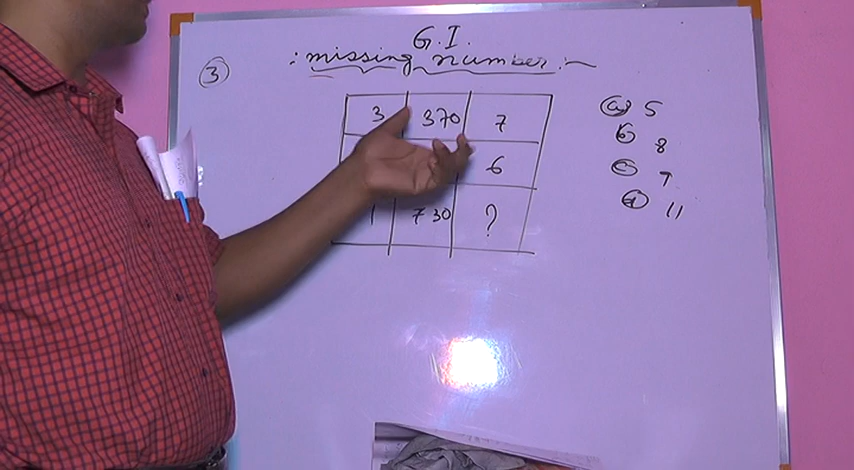 G.I.
③ : missing number :-
3 370 7
6
1 730 ?
ⓐ 5
ⓑ 8
ⓒ 7
ⓓ 11